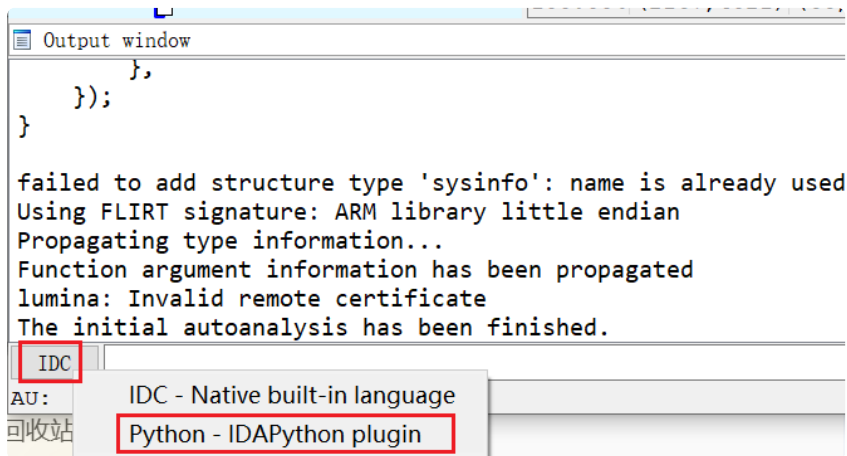 Output window
},
});
}
failed to add structure type 'sysinfo': name is already used
Using FLIRT signature: ARM library little endian
Propagating type information...
Function argument information has been propagated
lumina: Invalid remote certificate
The initial autoanalysis has been finished.
IDC
IDC - Native built-in language
AU:
Python - IDAPython plugin
回收站